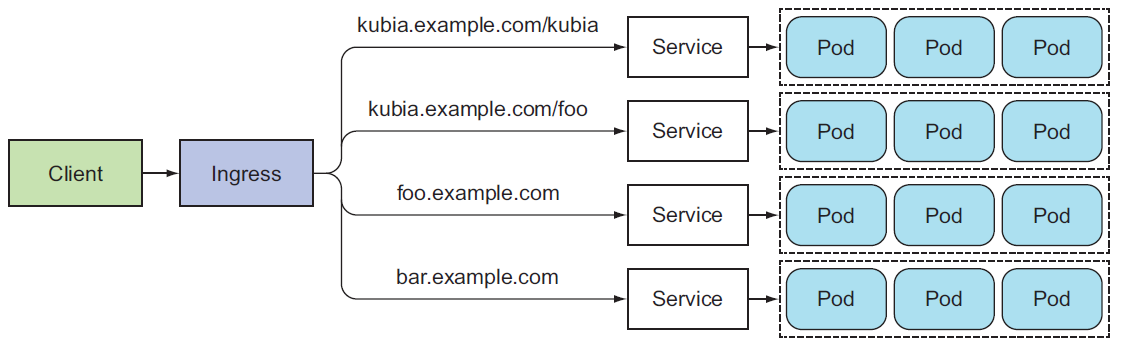 kubia.example.com/kubia
Service
Pod
Pod
Pod
kubia.example.com/foo
Service
Pod
Pod
Pod
Client
Ingress
foo.example.com
Service
Pod
Pod
Pod
bar.example.com
Service
Pod
Pod
Pod